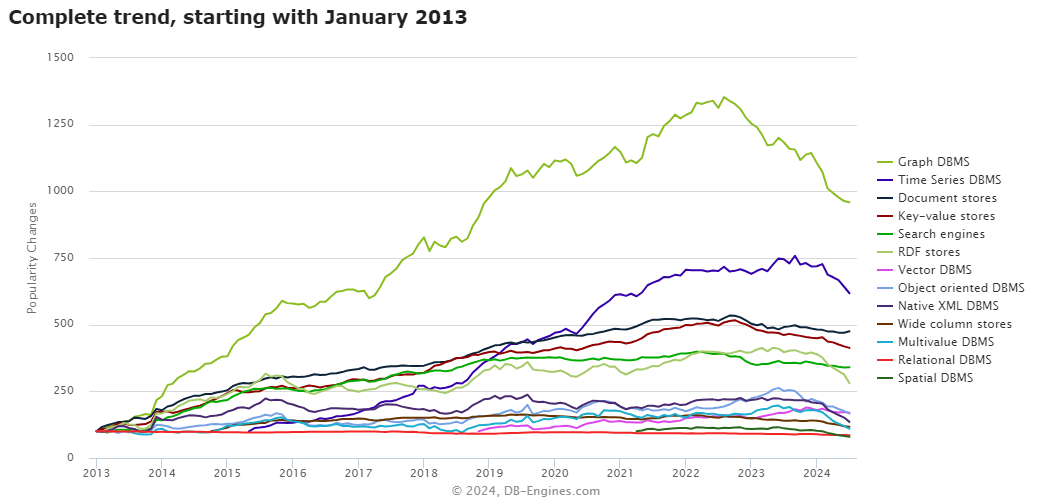 Complete trend, starting with January 2013
Popularity Changes
1500
1250
1000
750
500
250
0
2013 2014 2015 2016 2017 2018 2019 2020 2021 2022 2023 2024
Graph DBMS
Time Series DBMS
Document stores
Key-value stores
Search engines
RDF stores
Vector DBMS
Object oriented DBMS
Native XML DBMS
Wide column stores
Multivalue DBMS
Relational DBMS
Spatial DBMS
© 2024, DB-Engines.com